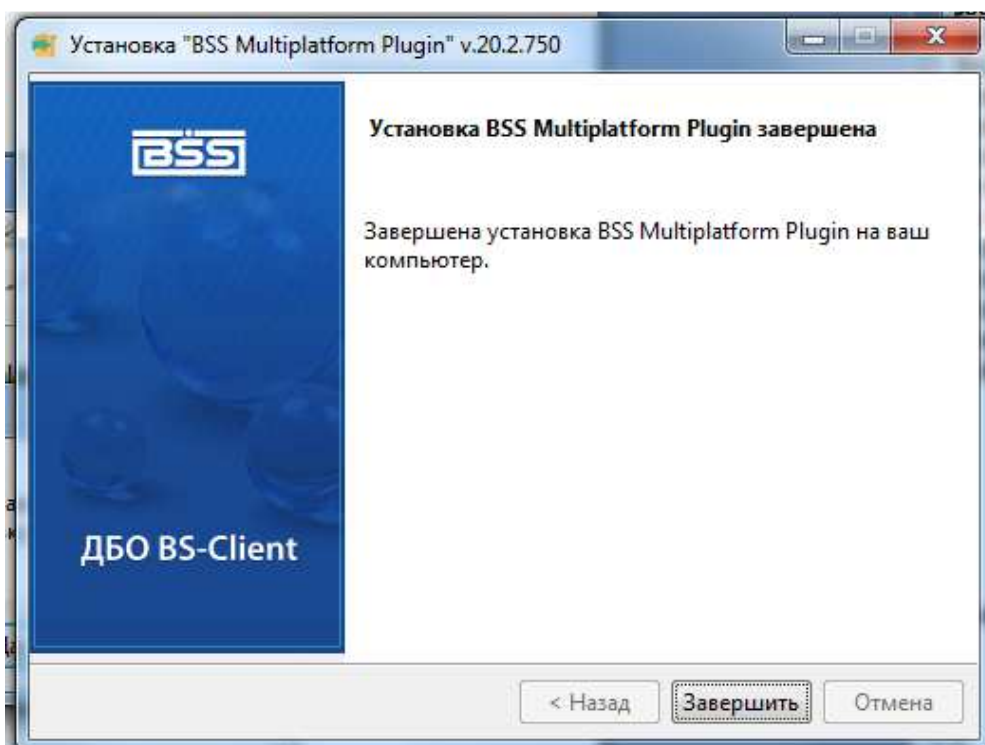 Установка "BSS Multiplatform Plugin" v.20.2.750
BSS
Установка BSS Multiplatform Plugin завершена
Завершена установка BSS Multiplatform Plugin на ваш
компьютер.
ДБО BS-Client
< Назад
Завершить
Отмена